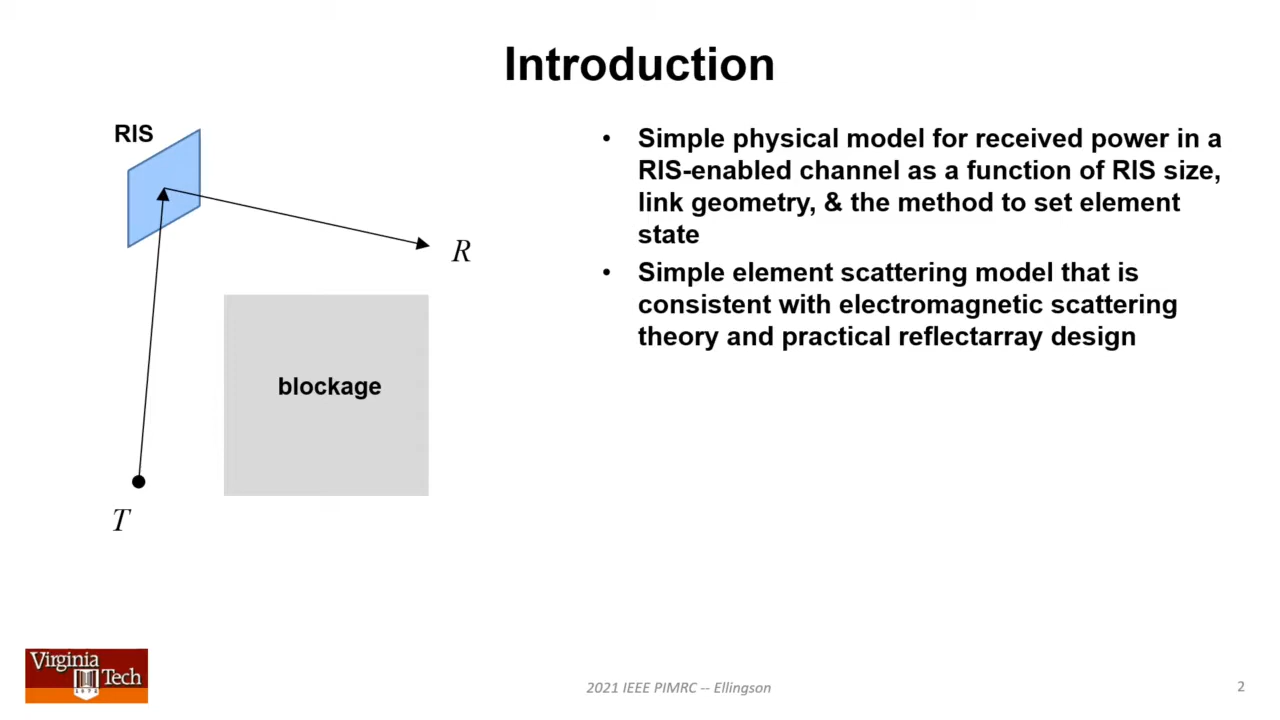 Introduction
RIS
R
blockage
T
• Simple physical model for received power in a
RIS-enabled channel as a function of RIS size,
link geometry, & the method to set element
state
• Simple element scattering model that is
consistent with electromagnetic scattering
theory and practical reflectarray design
Virginia
Tech
1872
2021 IEEE PIMRC -- Ellingson
2